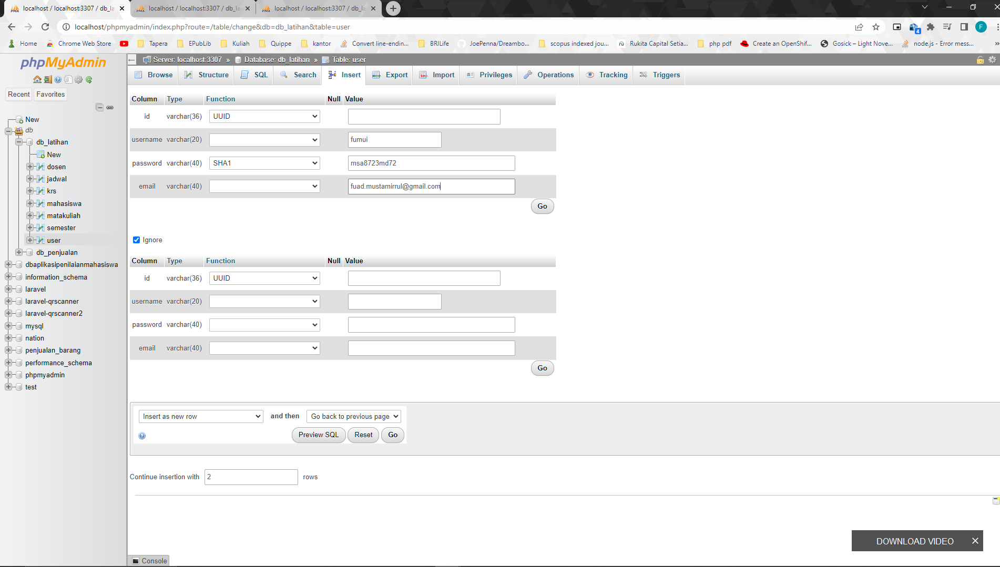 localhost / localhost:3307 / db_la
localhost / localhost:3307 / db_la
localhost / localhost:3307 / db_la
localhost/phpmyadmin/index.php?route=/table/change&db=db_latihan&table=user
F
4
Home Chrome Web Store Tapera EPubLib Kuliah Quippe kantor Convert line-endin... BRILife JoePenna/Dreambo... scopus indexed jou... Rukita Capital Setia... php pdf Create an OpenShif... Gosick – Light Nove... node.js - Error mess... »
phpMyAdmin
Server: localhost:3307 » Database: db_latihan » Table: user
Browse Structure SQL Search Insert Export Import Privileges Operations Tracking Triggers
Recent Favorites
New
db
db_latihan
New
dosen
jadwal
krs
mahasiswa
matakuliah
semester
user
db_penjualan
dbaplikasipenilaianmahasiswa
information_schema
laravel
laravel-qrscanner
laravel-qrscanner2
mysql
nation
penjualan_barang
performance_schema
phpmyadmin
test
Column Type Function Null Value
id varchar(36) UUID
username varchar(20) fumui
password varchar(40) SHA1 msa8723md72
email varchar(40) fuad.mustamirrul@gmail.com
Go
Ignore
Column Type Function Null Value
id varchar(36) UUID
username varchar(20)
password varchar(40)
email varchar(40)
Go
Insert as new row and then Go back to previous page
Preview SQL Reset Go
Continue insertion with 2 rows
DOWNLOAD VIDEO
Console